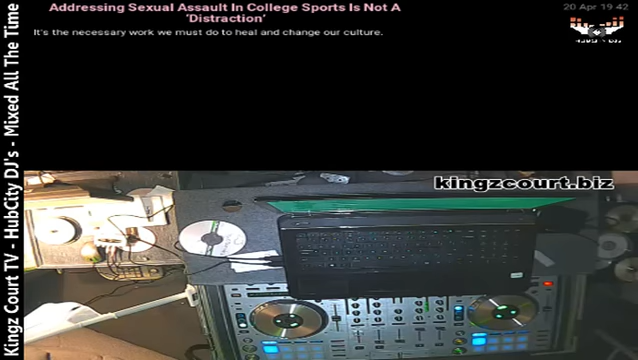 Addressing Sexual Assault In College Sports Is Not A
‘Distraction’
It's the necessary work we must do to heal and change our culture.
20 Apr 19 42
kingzcourt.biz
Kingz Court TV - HubCity DJ's - Mixed All The Time